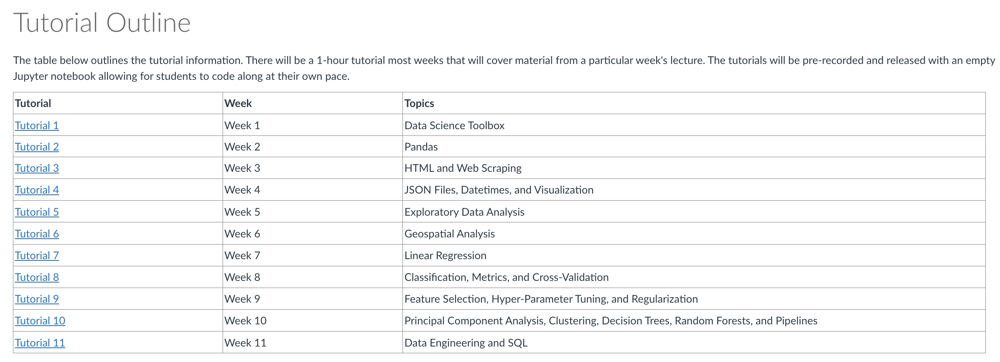 Tutorial Outline
The table below outlines the tutorial information. There will be a 1-hour tutorial most weeks that will cover material from a particular week's lecture. The tutorials will be pre-recorded and released with an empty
Jupyter notebook allowing for students to code along at their own pace.
Tutorial Week Topics
Tutorial 1 Week 1 Data Science Toolbox
Tutorial 2 Week 2 Pandas
Tutorial 3 Week 3 HTML and Web Scraping
Tutorial 4 Week 4 JSON Files, Datetimes, and Visualization
Tutorial 5 Week 5 Exploratory Data Analysis
Tutorial 6 Week 6 Geospatial Analysis
Tutorial 7 Week 7 Linear Regression
Tutorial 8 Week 8 Classification, Metrics, and Cross-Validation
Tutorial 9 Week 9 Feature Selection, Hyper-Parameter Tuning, and Regularization
Tutorial 10 Week 10 Principal Component Analysis, Clustering, Decision Trees, Random Forests, and Pipelines
Tutorial 11 Week 11 Data Engineering and SQL